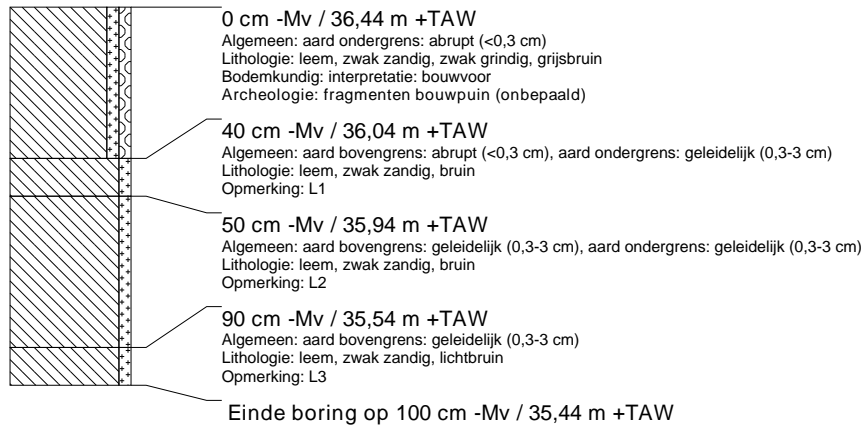 0 cm -Mv / 36,44 m +TAW
Algemeen: aard ondergrens: abrupt (<0,3 cm)
Lithologie: leem, zwak zandig, zwak grindig, grijsbruin
Bodemkundig: interpretatie: bouwvoor
Archeologie: fragmenten bouwpuin (onbepaald)
40 cm -Mv / 36,04 m +TAW
Algemeen: aard bovengrens: abrupt (<0,3 cm), aard ondergrens: geleidelijk (0,3-3 cm)
Lithologie: leem, zwak zandig, bruin
Opmerking: L1
50 cm -Mv / 35,94 m +TAW
Algemeen: aard bovengrens: geleidelijk (0,3-3 cm), aard ondergrens: geleidelijk (0,3-3 cm)
Lithologie: leem, zwak zandig, bruin
Opmerking: L2
90 cm -Mv / 35,54 m +TAW
Algemeen: aard bovengrens: geleidelijk (0,3-3 cm)
Lithologie: leem, zwak zandig, lichtbruin
Opmerking: L3
Einde boring op 100 cm -Mv / 35,44 m +TAW